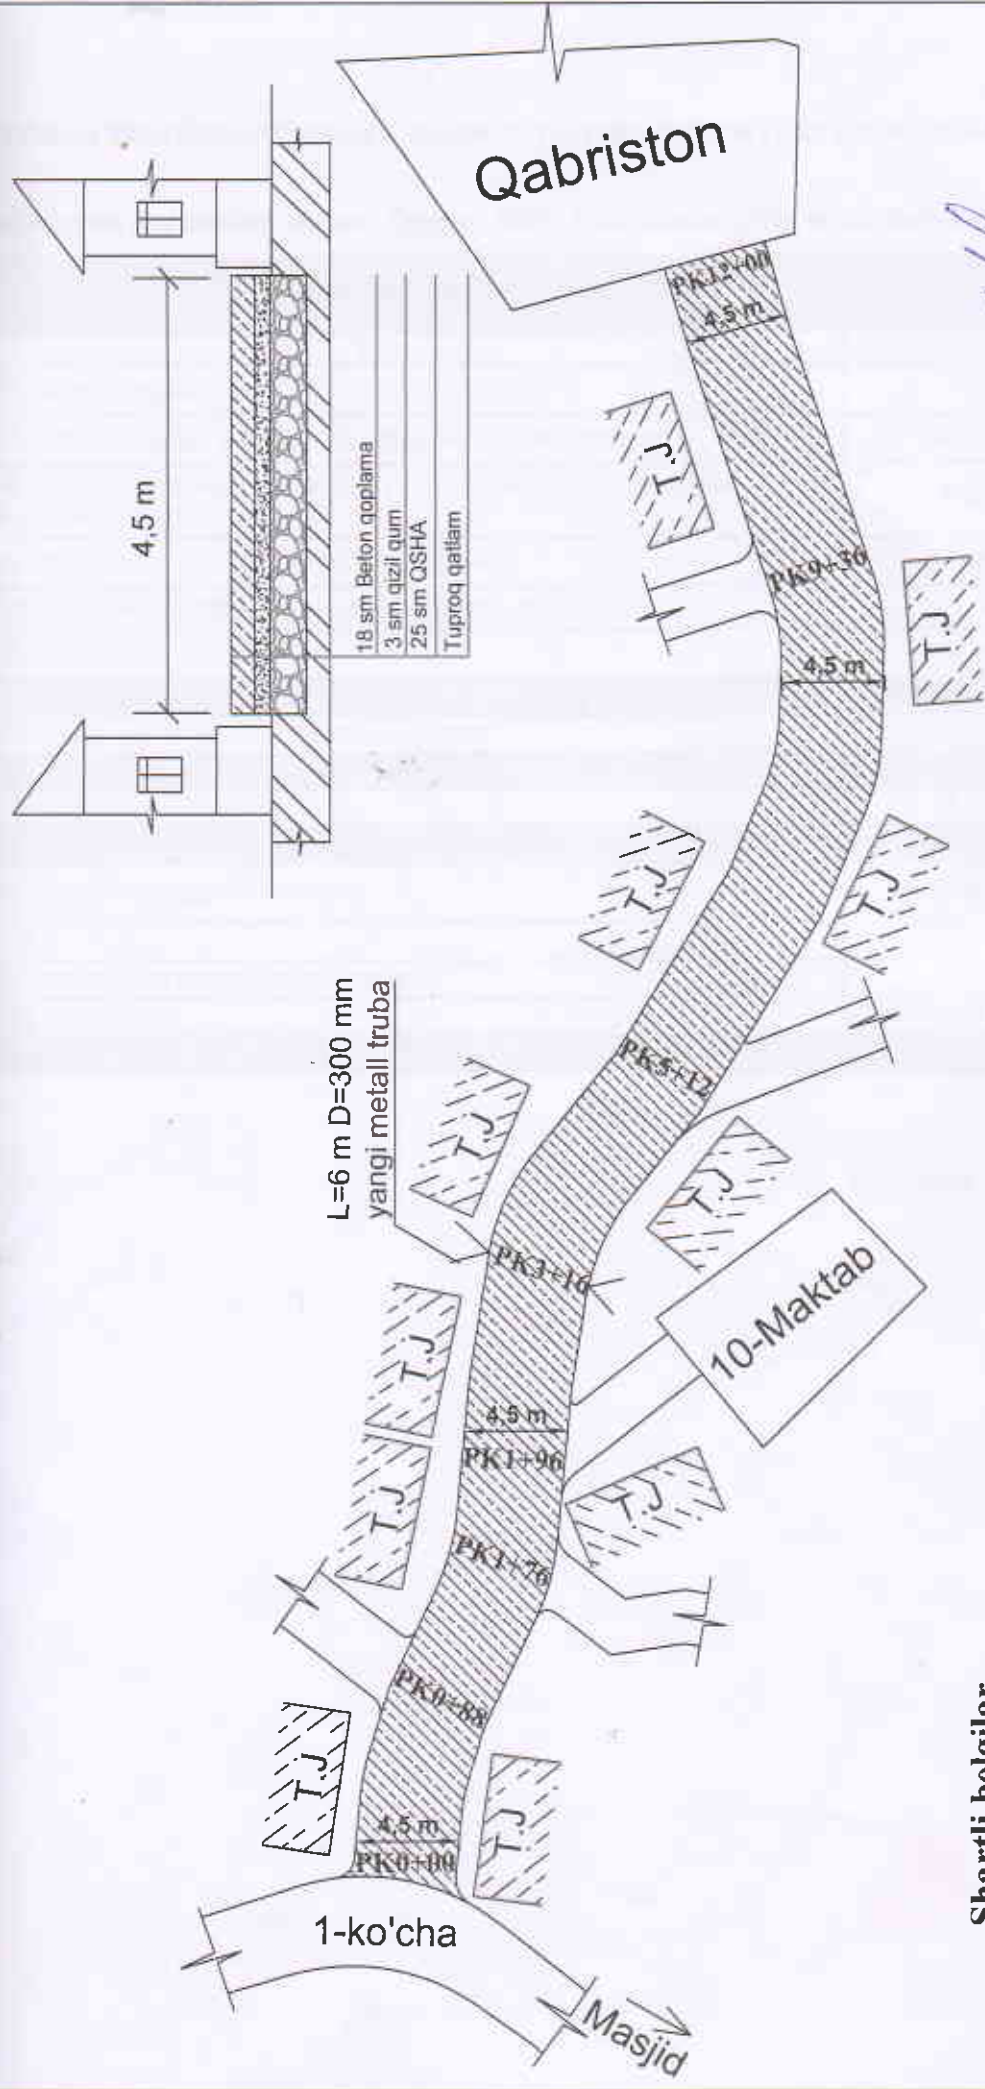 4,5 m
18 sm Beton qoplama
3 sm qizil qum
25 sm QSHA
Tuproq qatlam
Qabriston
PK12+00
4,5 m
T.J
PK9+36
T.J
4,5 m
T.J
T.J
L=6 m D=300 mm
yangi metall truba
PK5+12
T.J
T.J
PK3+16
10-Maktab
T.J
4,5 m
PK1+96
T.J
T.J
PK1+76
PK0+88
T.J
T.J
4,5 m
PK0+00
1-ko'cha
Masjid
Shartli belgilar